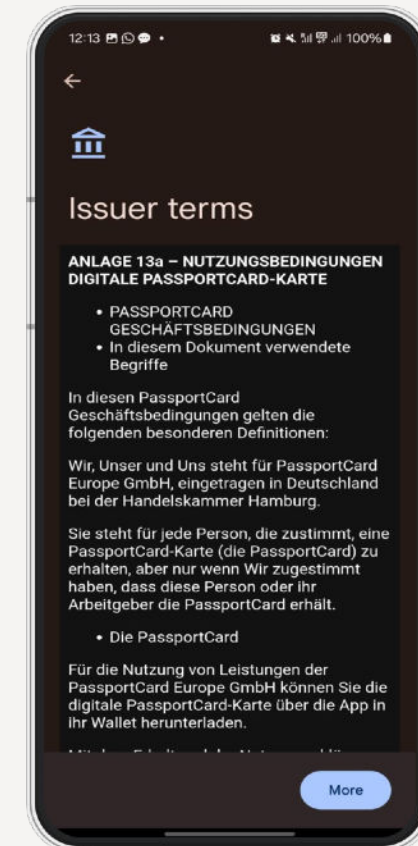 12:13
100%
Issuer terms
ANLAGE 13a – NUTZUNGSBEDINGUNGEN
DIGITALE PASSPORTCARD-KARTE
• PASSPORTCARD
GESCHÄFTSBEDINGUNGEN
• In diesem Dokument verwendete
Begriffe
In diesen PassportCard
Geschäftsbedingungen gelten die
folgenden besonderen Definitionen:
Wir, Unser und Uns steht für PassportCard
Europe GmbH, eingetragen in Deutschland
bei der Handelskammer Hamburg.
Sie steht für jede Person, die zustimmt, eine
PassportCard-Karte (die PassportCard) zu
erhalten, aber nur wenn Wir zugestimmt
haben, dass diese Person oder ihr
Arbeitgeber die PassportCard erhält.
• Die PassportCard
Für die Nutzung von Leistungen der
PassportCard Europe GmbH können Sie die
digitale PassportCard-Karte über die App in
ihr Wallet herunterladen.
More